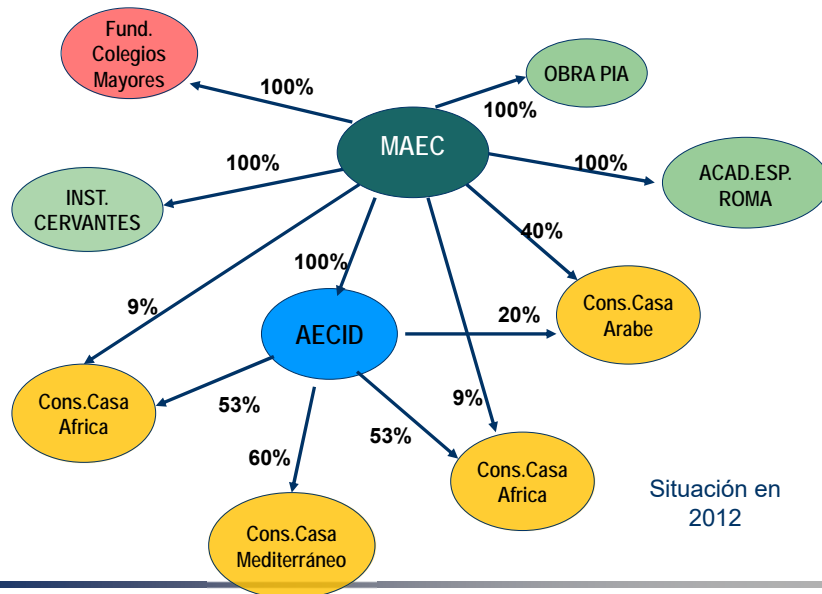 Fund.
Colegios
Mayores
100%
OBRA PIA
100%
MAEC
100%
INST.
CERVANTES
100%
ACAD.ESP.
ROMA
40%
100%
9%
20%
Cons.Casa
Arabe
AECID
Cons.Casa
Africa
53%
9%
53%
60%
Cons.Casa
Africa
Cons.Casa
Mediterráneo
Situación en
2012